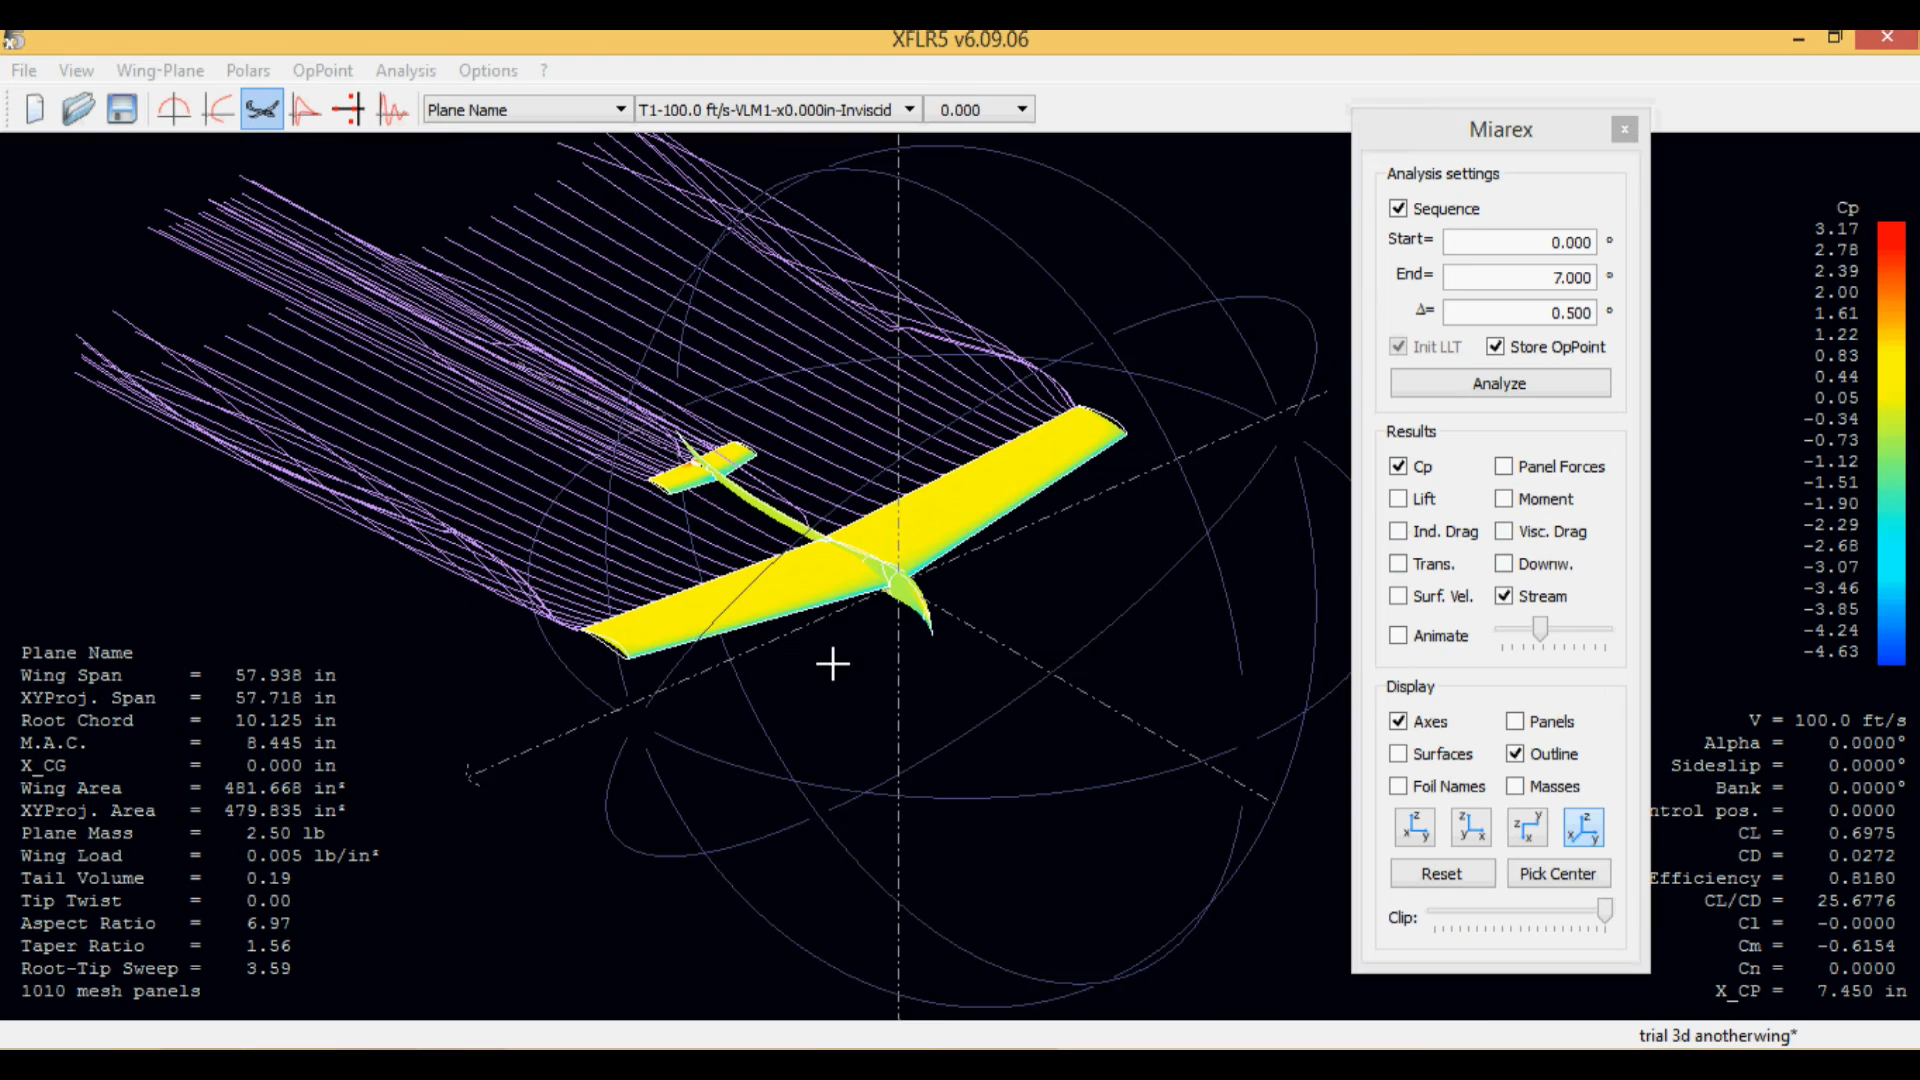 XFLR5 v6.09.06
File View Wing-Plane Polars OpPoint Analysis Options ?
Plane Name T1-100.0 ft/s-VLM1-x0.000in-Inviscid 0.000
Miarex x
Analysis settings
Sequence
Start= 0.000 °
End= 7.000 °
Δ= 0.500 °
Init LLT Store OpPoint
Analyze
Results
Cp Panel Forces
Lift Moment
Ind. Drag Visc. Drag
Trans. Downw.
Surf. Vel. Stream
Animate
Display
Axes Panels
Surfaces Outline
Foil Names Masses
z x y z y x z y x z x y
Reset Pick Center
Clip:
Cp
3.17
2.78
2.39
2.00
1.61
1.22
0.83
0.44
0.05
-0.34
-0.73
-1.12
-1.51
-1.90
-2.29
-2.68
-3.07
-3.46
-3.85
-4.24
-4.63
Plane Name
Wing Span = 57.938 in
XYProj. Span = 57.718 in
Root Chord = 10.125 in
M.A.C. = 8.445 in
X_CG = 0.000 in
Wing Area = 481.668 in²
XYProj. Area = 479.835 in²
Plane Mass = 2.50 lb
Wing Load = 0.005 lb/in²
Tail Volume = 0.19
Tip Twist = 0.00
Aspect Ratio = 6.97
Taper Ratio = 1.56
Root-Tip Sweep = 3.59
1010 mesh panels
V = 100.0 ft/s
Alpha = 0.0000°
Sideslip = 0.0000°
Bank = 0.0000°
ntrol pos. = 0.0000
CL = 0.6975
CD = 0.0272
Efficiency = 0.8180
CL/CD = 25.6776
Cl = -0.0000
Cm = -0.6154
Cn = 0.0000
X_CP = 7.450 in
trial 3d anotherwing*